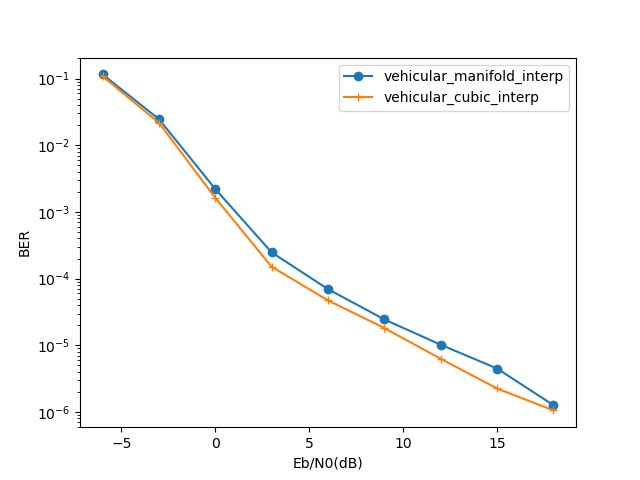 vehicular_manifold_interp
vehicular_cubic_interp
BER
10⁻¹
10⁻²
10⁻³
10⁻⁴
10⁻⁵
10⁻⁶
−5 0 5 10 15
Eb/N0(dB)